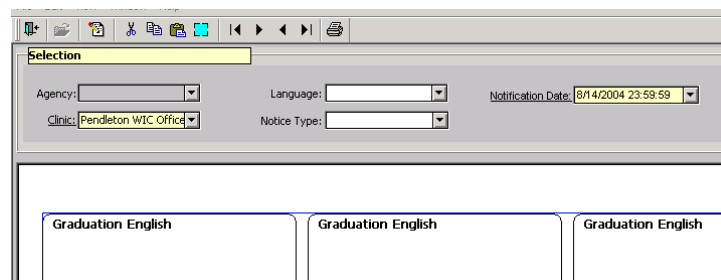 Selection
Agency: Language: Notification Date: 8/14/2004 23:59:59
Clinic: Pendleton WIC Office Notice Type:
Graduation English Graduation English Graduation English